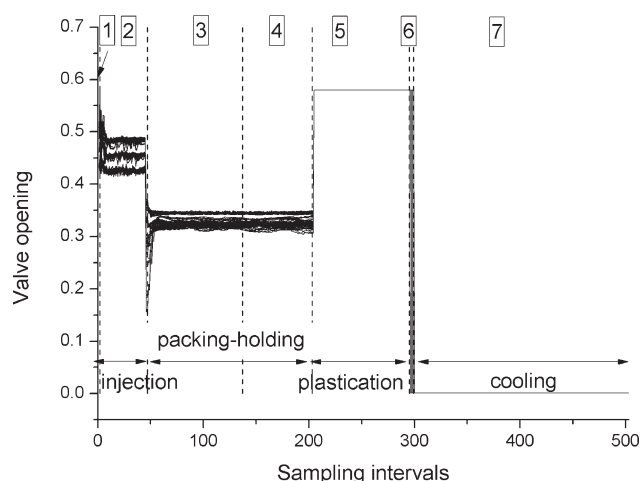 1 2 3 4 5 6 7
0.7
0.6
0.5
0.4
0.3
0.2
0.1
0.0
Valve opening
packing-holding
injection plastication cooling
0 100 200 300 400 500
Sampling intervals